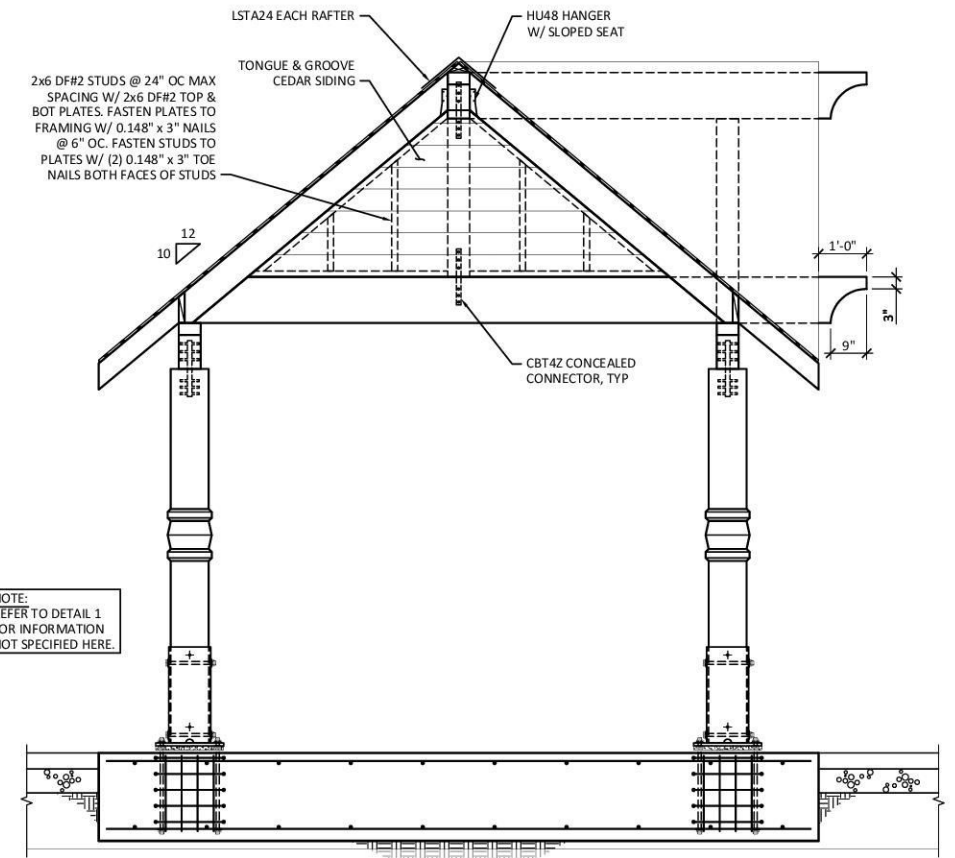 LSTA24 EACH RAFTER
HU48 HANGER
W/ SLOPED SEAT
TONGUE & GROOVE
CEDAR SIDING
2x6 DF#2 STUDS @ 24" OC MAX
SPACING W/ 2x6 DF#2 TOP &
BOT PLATES. FASTEN PLATES TO
FRAMING W/ 0.148" x 3" NAILS
@ 6" OC. FASTEN STUDS TO
PLATES W/ (2) 0.148" x 3" TOE
NAILS BOTH FACES OF STUDS
12
10
1'-0"
3"
9"
CBT4Z CONCEALED
CONNECTOR, TYP
OTE:
EFER TO DETAIL 1
OR INFORMATION
OT SPECIFIED HERE.